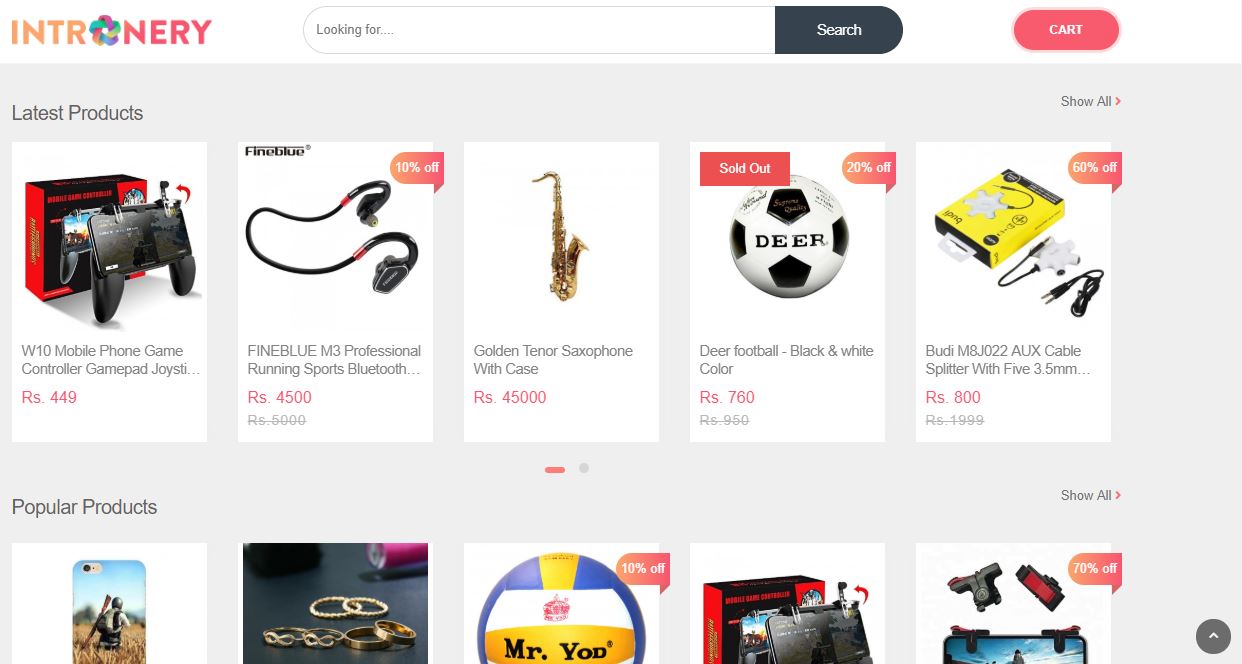 INTRONERY
Looking for....
Search
CART
Latest Products
Show All
MOBILE GAME CONTROLLER
W10 Mobile Phone Game
Controller Gamepad Joysti...
Rs. 449
Fineblue®
10% off
FINEBLUE M3 Professional
Running Sports Bluetooth...
Rs. 4500
Rs.5000
Golden Tenor Saxophone
With Case
Rs. 45000
Sold Out
20% off
Supreme
Quality
DEER
Deer football - Black & white
Color
Rs. 760
Rs.950
60% off
budi
Budi M8J022 AUX Cable
Splitter With Five 3.5mm...
Rs. 800
Rs.1999
Popular Products
Show All
10% off
Mr. YOD®
MOBILE GAME CONTROLLER
70% off